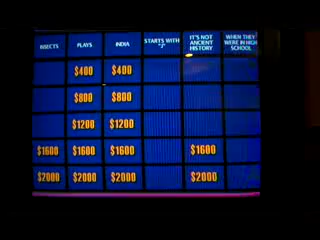 INSECTS
PLAYS
INDIA
STARTS WITH
"J"
IT'S NOT
ANCIENT
HISTORY
WHEN THEY
WERE IN HIGH
SCHOOL
$400 $400
$800 $800
$1200 $1200
$1600 $1600 $1600 $1600
$2000 $2000 $2000 $2000